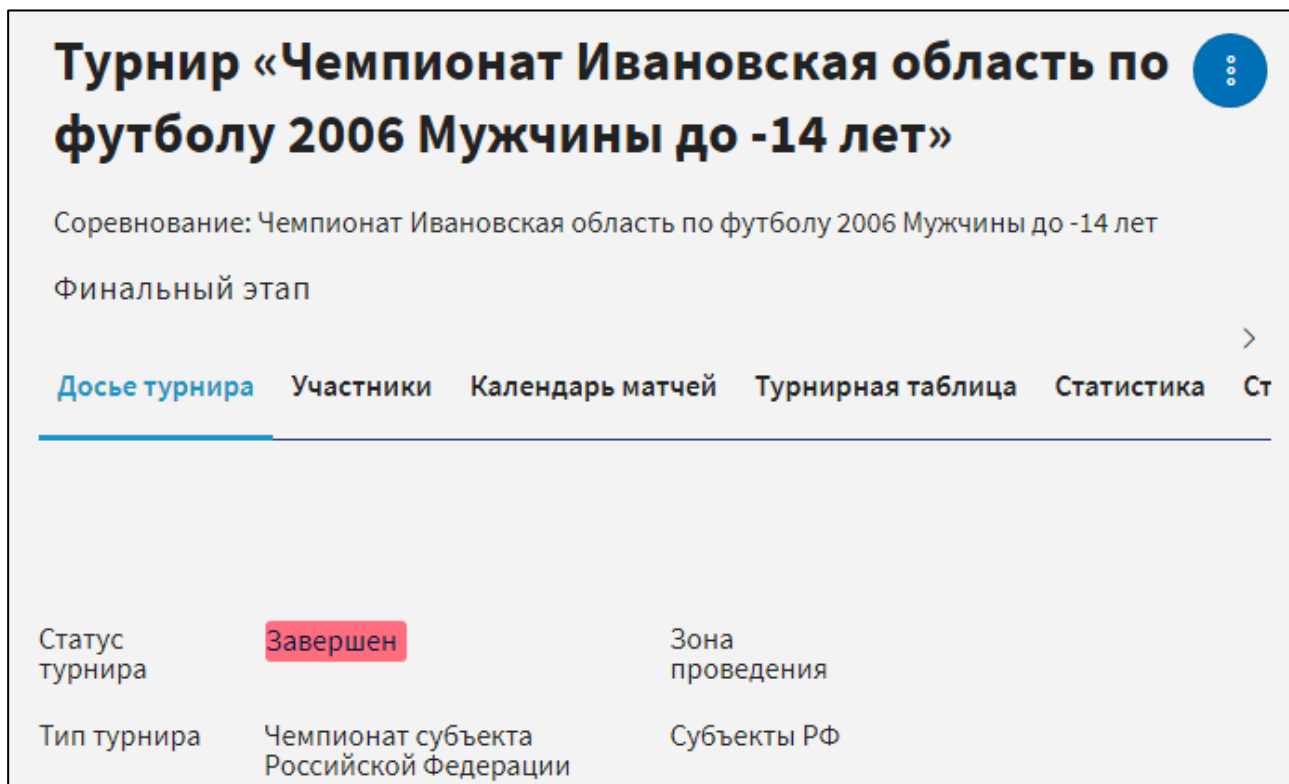 Турнир «Чемпионат Ивановская область по
футболу 2006 Мужчины до -14 лет»
Соревнование: Чемпионат Ивановская область по футболу 2006 Мужчины до -14 лет
Финальный этап
Досье турнира Участники Календарь матчей Турнирная таблица Статистика Ст
Статус
турнира
Завершен
Зона
проведения
Тип турнира
Чемпионат субъекта
Российской Федерации
Субъекты РФ